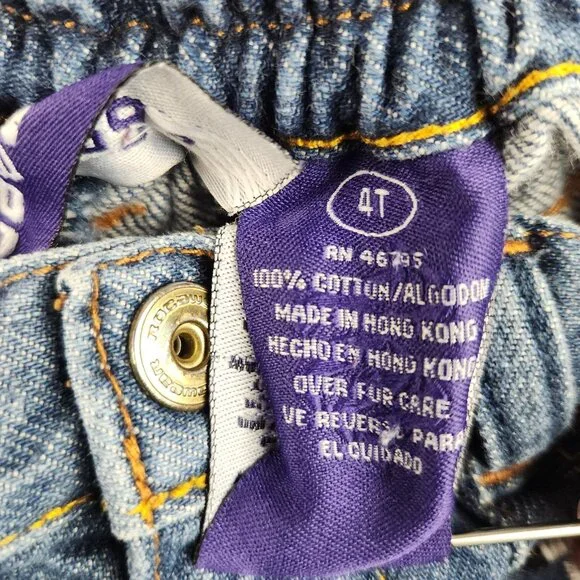 4T
RN 46795
100% COTTON/ALGODON
MADE IN HONG KONG
HECHO EN HONG KONG
OVER FUR CARE
VE REVERSO PARA
EL CUIDADO